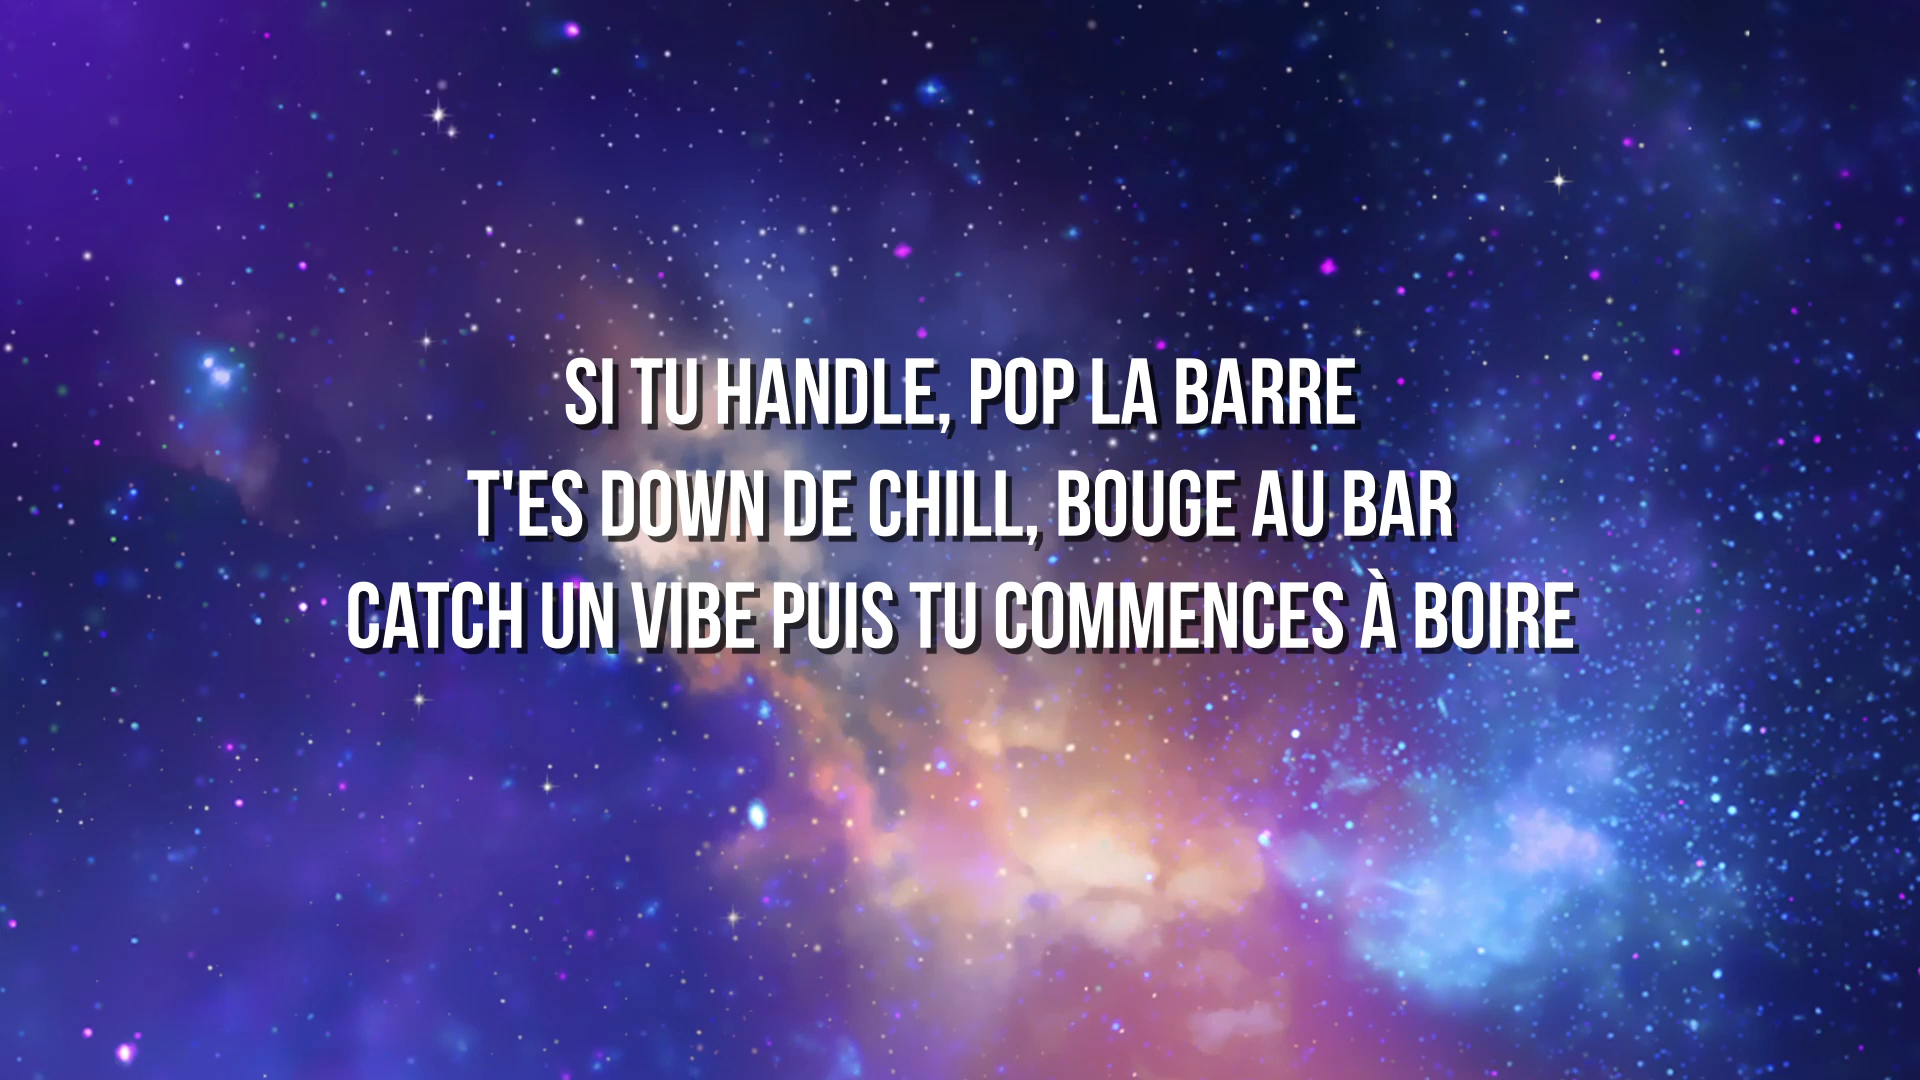 SI TU HANDLE, POP LA BARRE
T'ES DOWN DE CHILL, BOUGE AU BAR
CATCH UN VIBE PUIS TU COMMENCES À BOIRE